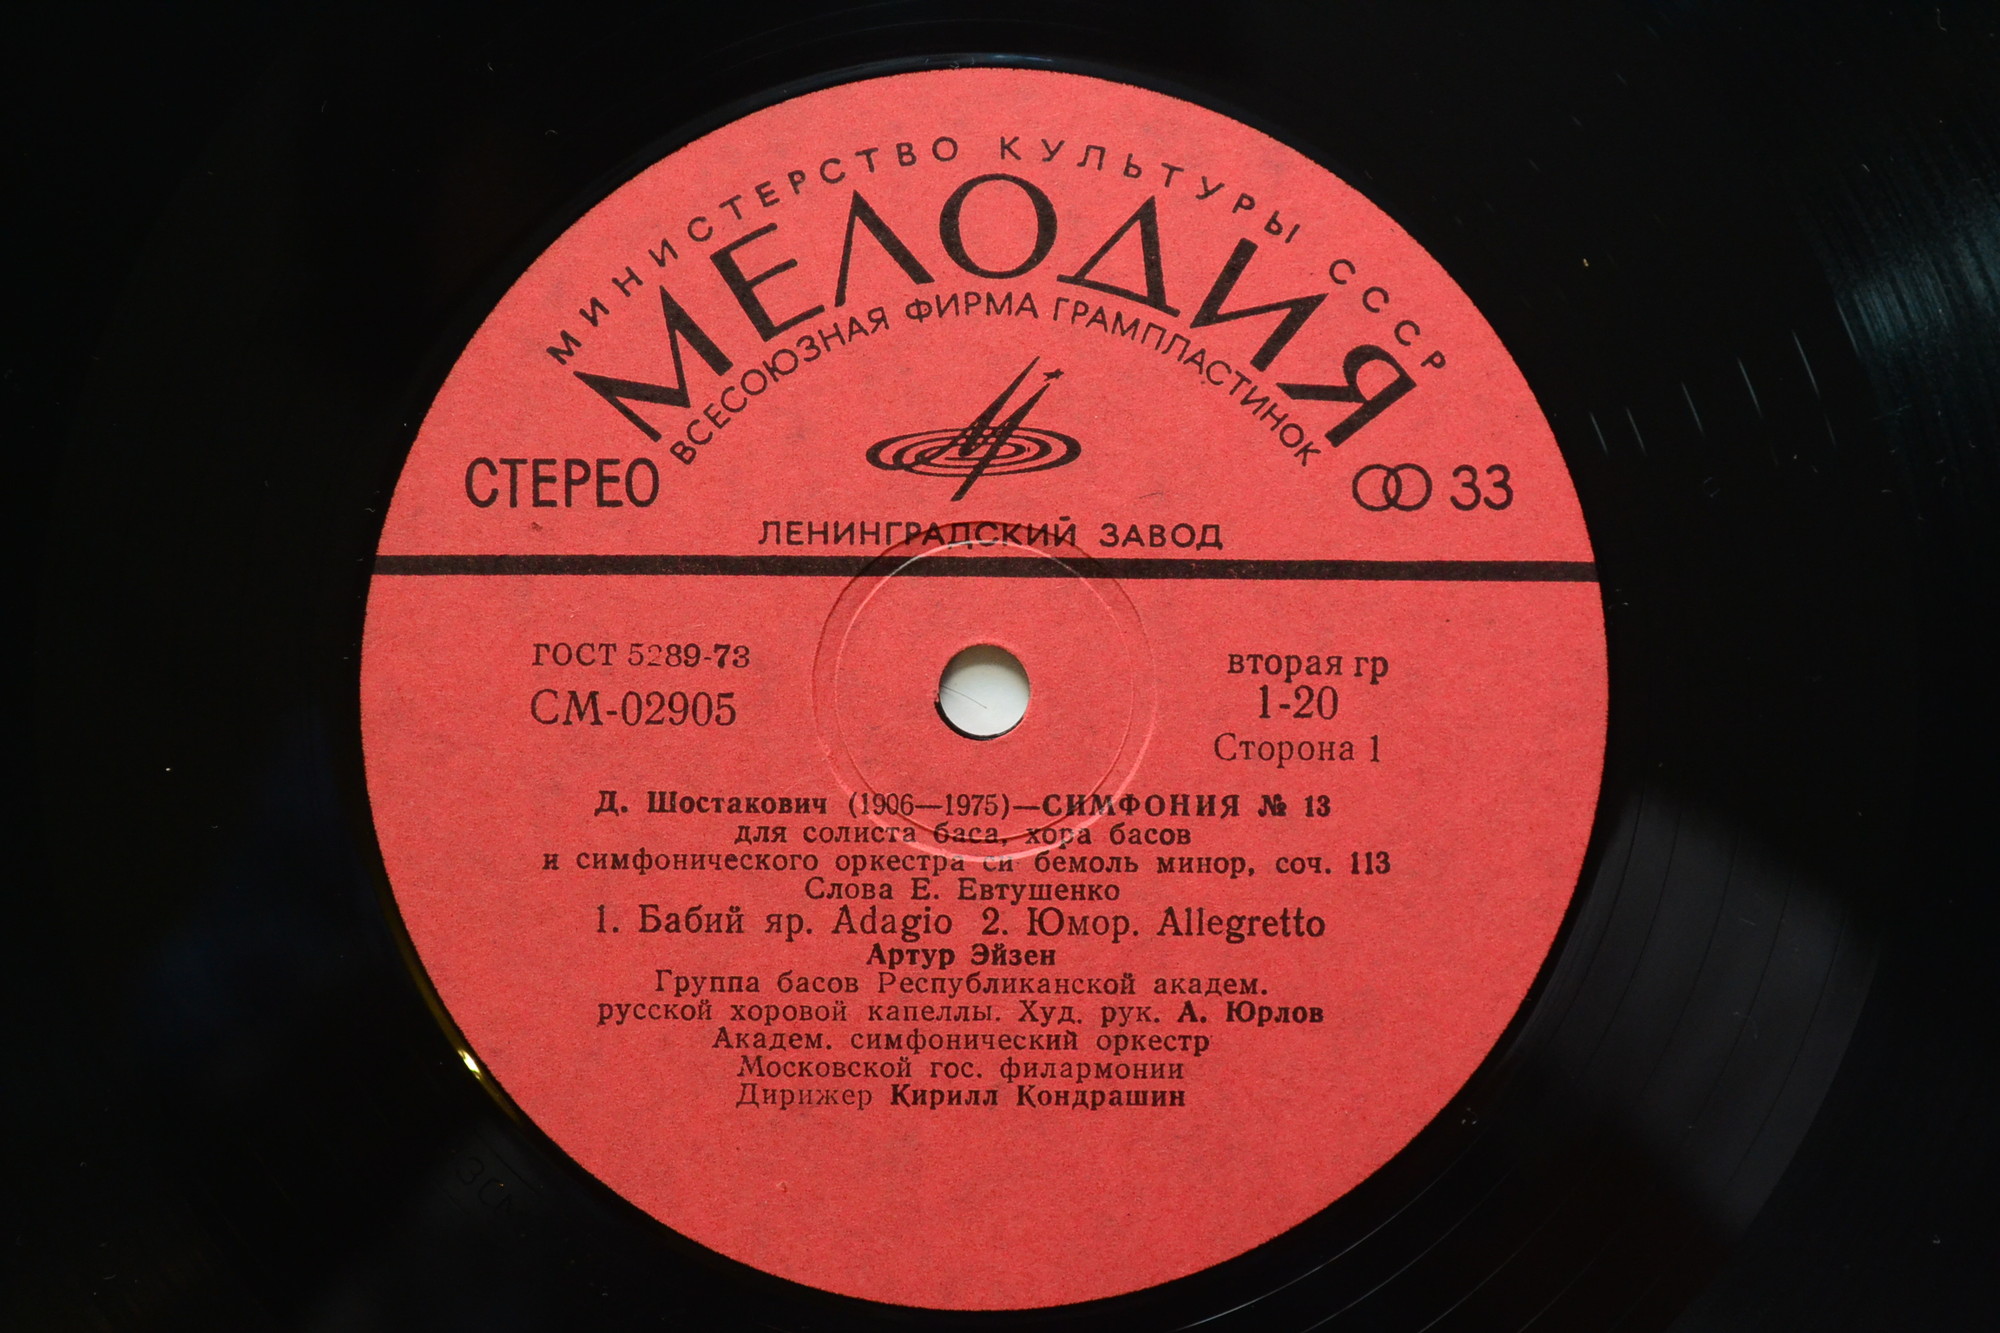 МИНИСТЕРСТВО КУЛЬТУРЫ СССР
МЕЛОДИЯ
ВСЕСОЮЗНАЯ ФИРМА ГРАМПЛАСТИНОК
СТЕРЕО
33
ЛЕНИНГРАДСКИЙ ЗАВОД
ГОСТ 5289-73
СМ-02905
вторая гр
1-20
Сторона 1
Д. Шостакович (1906—1975)—СИМФОНИЯ № 13
для солиста баса, хора басов
и симфонического оркестра си бемоль минор, соч. 113
Слова Е. Евтушенко
1. Бабий яр. Adagio 2. Юмор. Allegretto
Артур Эйзен
Группа басов Республиканской академ.
русской хоровой капеллы. Худ. рук. А. Юрлов
Академ. симфонический оркестр
Московской гос. филармонии
Дирижер Кирилл Кондрашин